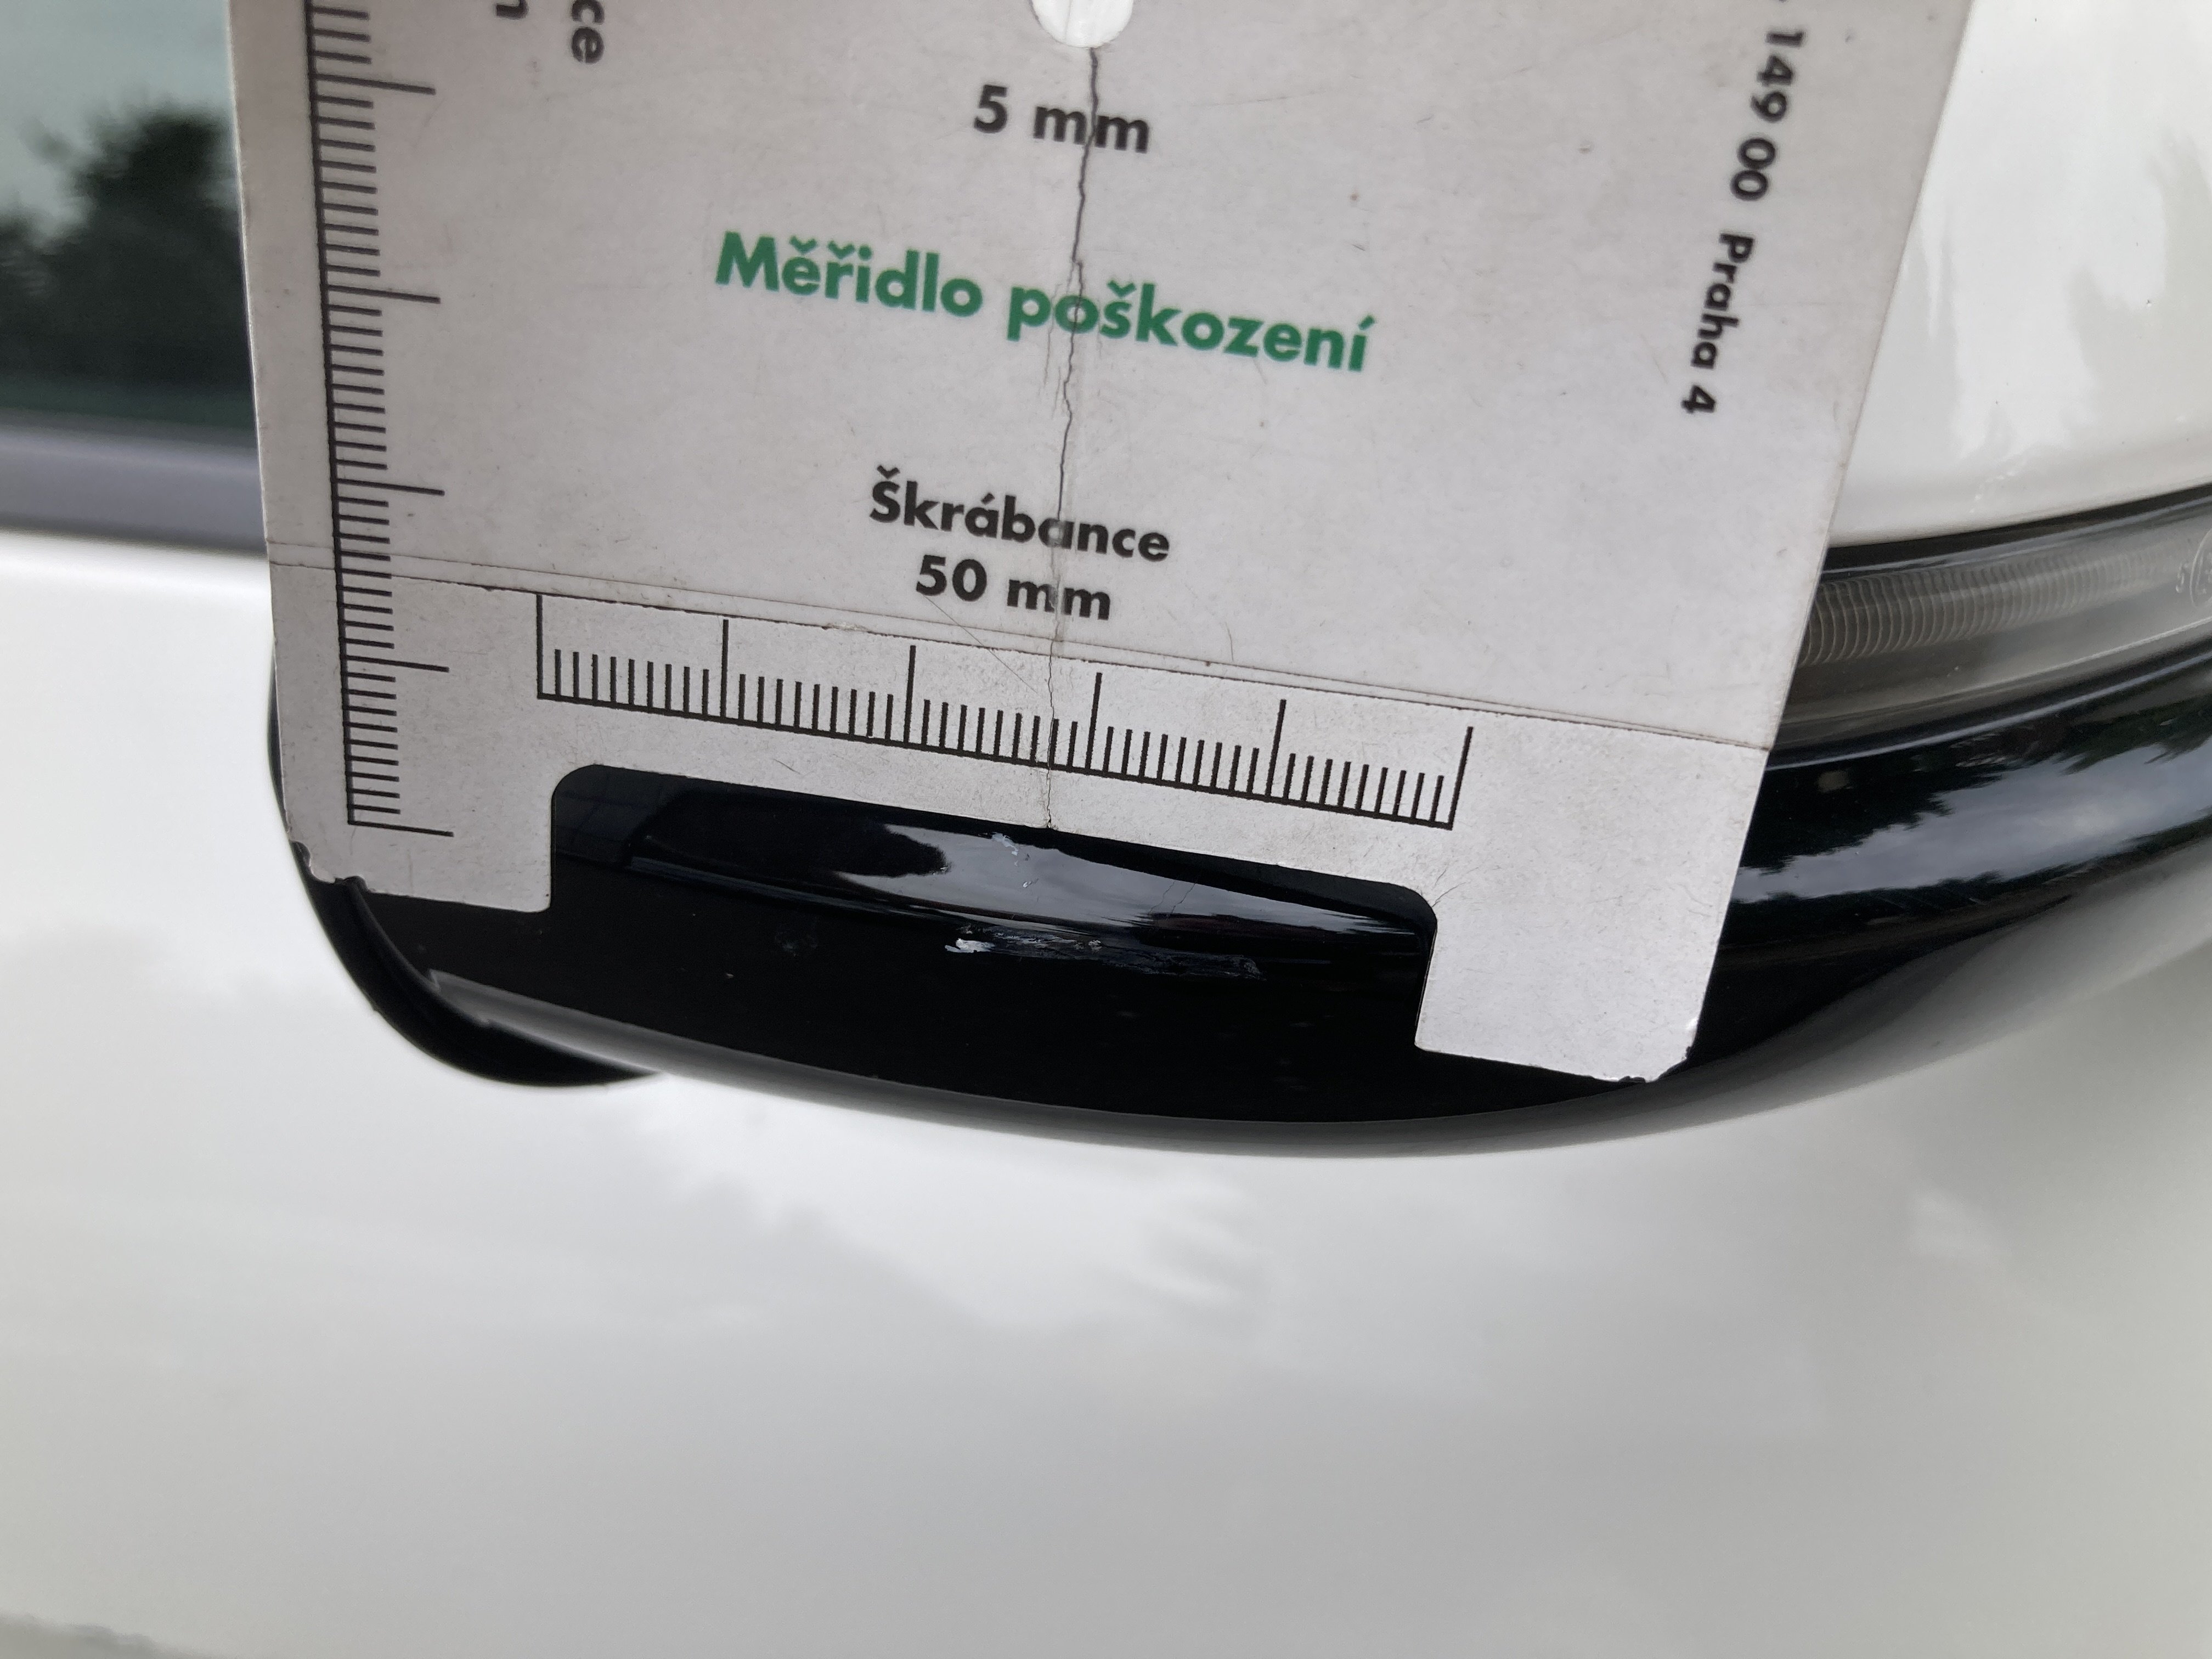 5 mm
Měřidlo poškození
Škrábance
50 mm
149 00 Praha 4